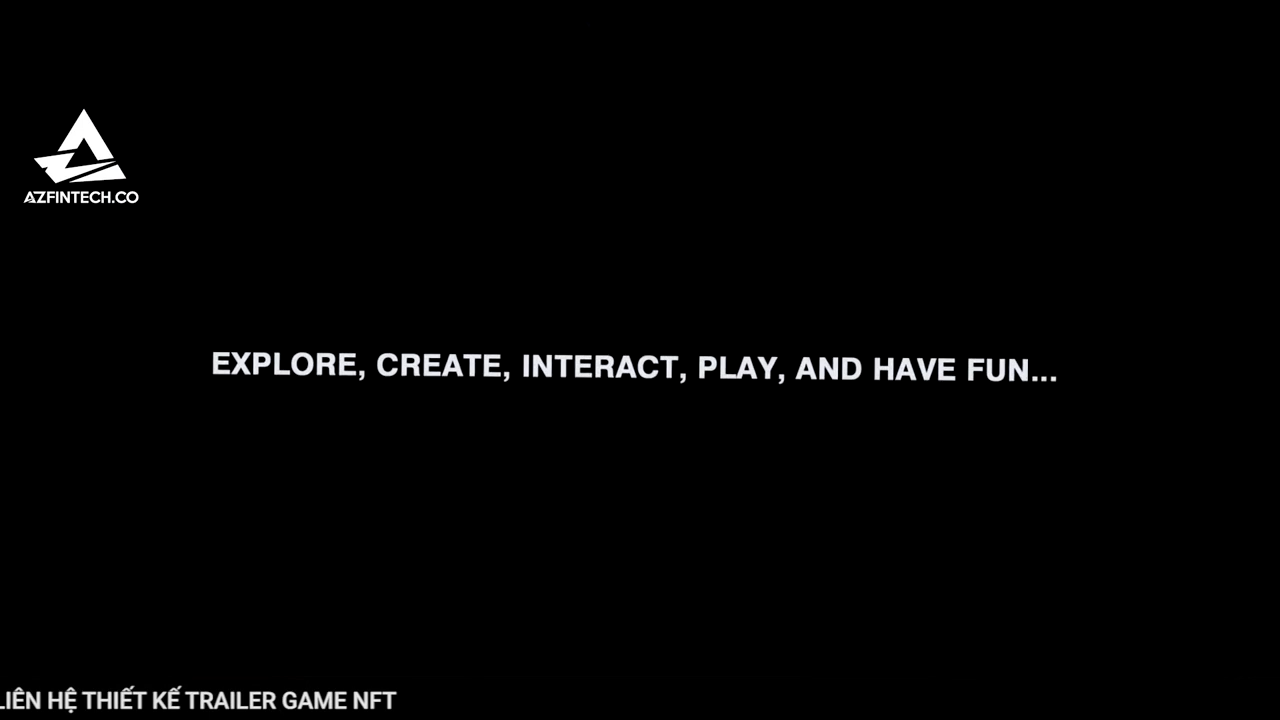 AZFINTECH.CO
EXPLORE, CREATE, INTERACT, PLAY, AND HAVE FUN...
LIÊN HỆ THIẾT KẾ TRAILER GAME NFT